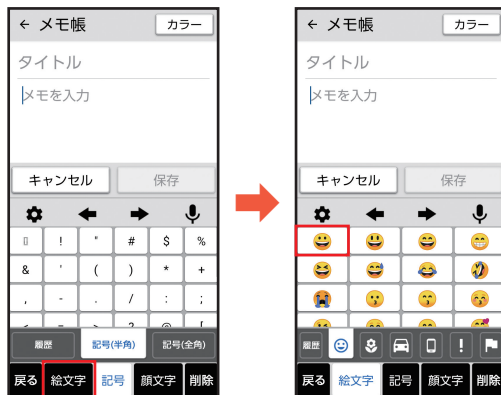 ← メモ帳 カラー
タイトル
メモを入力
キャンセル 保存
! " # $ %
& ' ( ) * +
, - . / : ;
履歴 記号(半角) 記号(全角)
戻る 絵文字 記号 顔文字 削除
← メモ帳 カラー
タイトル
メモを入力
キャンセル 保存
履歴
戻る 絵文字 記号 顔文字 削除